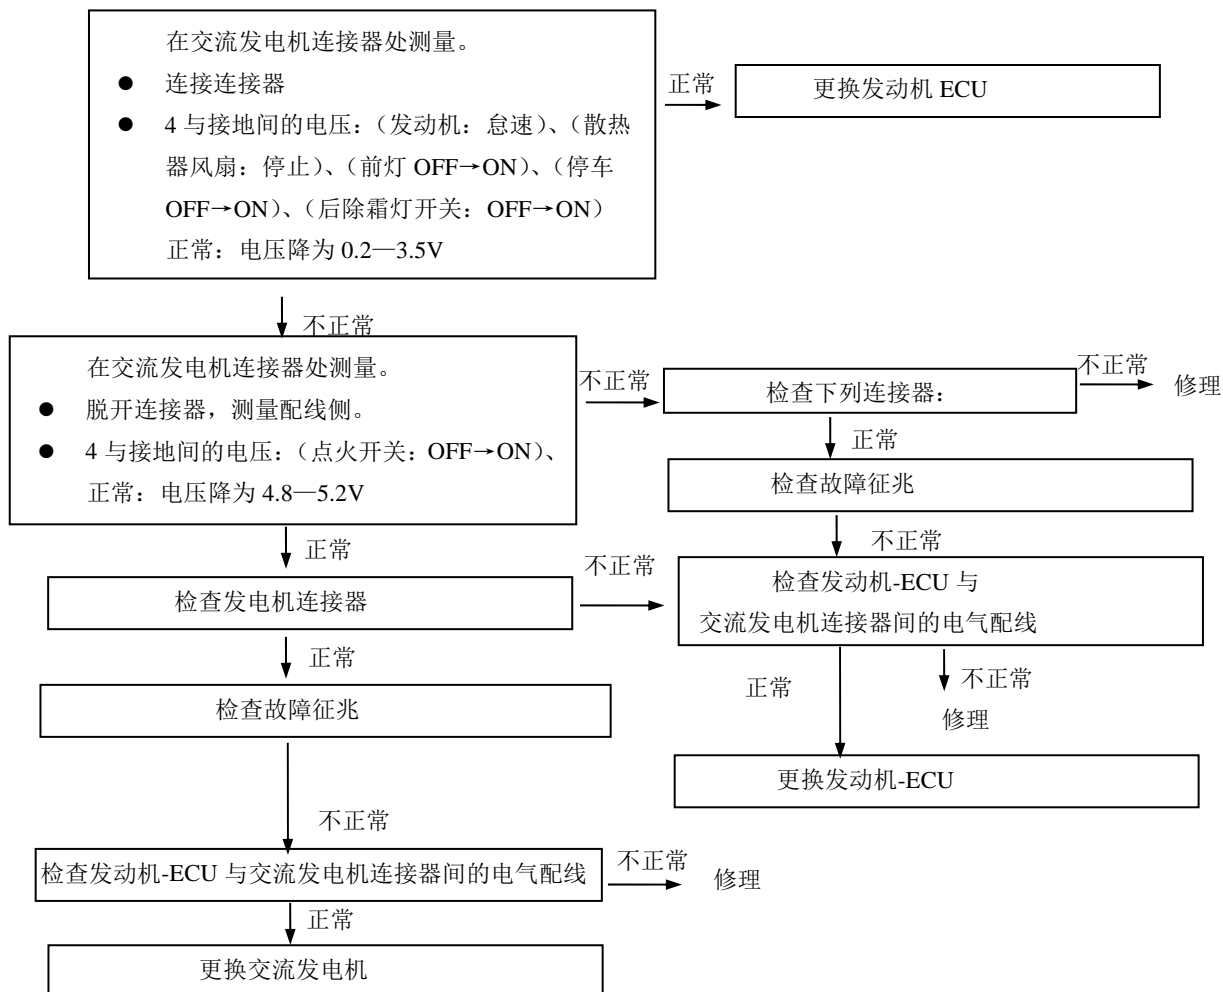 在交流发电机连接器处测量。
● 连接连接器
● 4 与接地间的电压：（发动机：怠速）、（散热
器风扇：停止）、（前灯 OFF→ON）、（停车
OFF→ON）、（后除霜灯开关：OFF→ON）
正常：电压降为 0.2—3.5V
正常
更换发动机 ECU
不正常
在交流发电机连接器处测量。
● 脱开连接器，测量配线侧。
● 4 与接地间的电压：（点火开关：OFF→ON）、
正常：电压降为 4.8—5.2V
不正常
检查下列连接器：
不正常
修理
正常
检查故障征兆
不正常
检查发动机-ECU 与
交流发电机连接器间的电气配线
正常
不正常
修理
更换发动机-ECU
正常
检查发电机连接器
不正常
正常
检查故障征兆
不正常
检查发动机-ECU 与交流发电机连接器间的电气配线
不正常
修理
正常
更换交流发电机